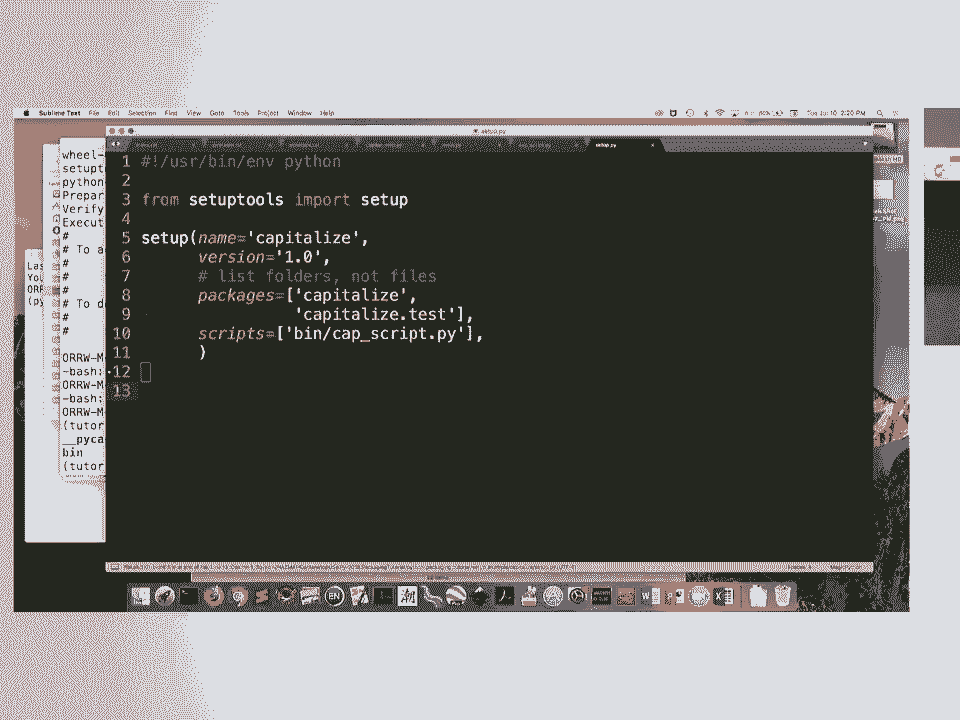 Sublime Text File Edit Selection Find View Goto Tools Project Window Help
Tue Jul 10 2:20 PM
setup.py
setup.py
wheel-
setupt
python
Prepar
Verify
Execut
#
# To a
#
#
#
# To d
#
#
ORRW-M
-bash:
ORRW-M
-bash:
ORRW-M
(tutor
__pyca
bin
(tutor
Las
You
ORR
(py
1 #!/usr/bin/env python
2
3 from setuptools import setup
4
5 setup(name='capitalize',
6 version='1.0',
7 # list folders, not files
8 packages=['capitalize',
9 'capitalize.test'],
10 scripts=['bin/cap_script.py'],
11 )
12
13